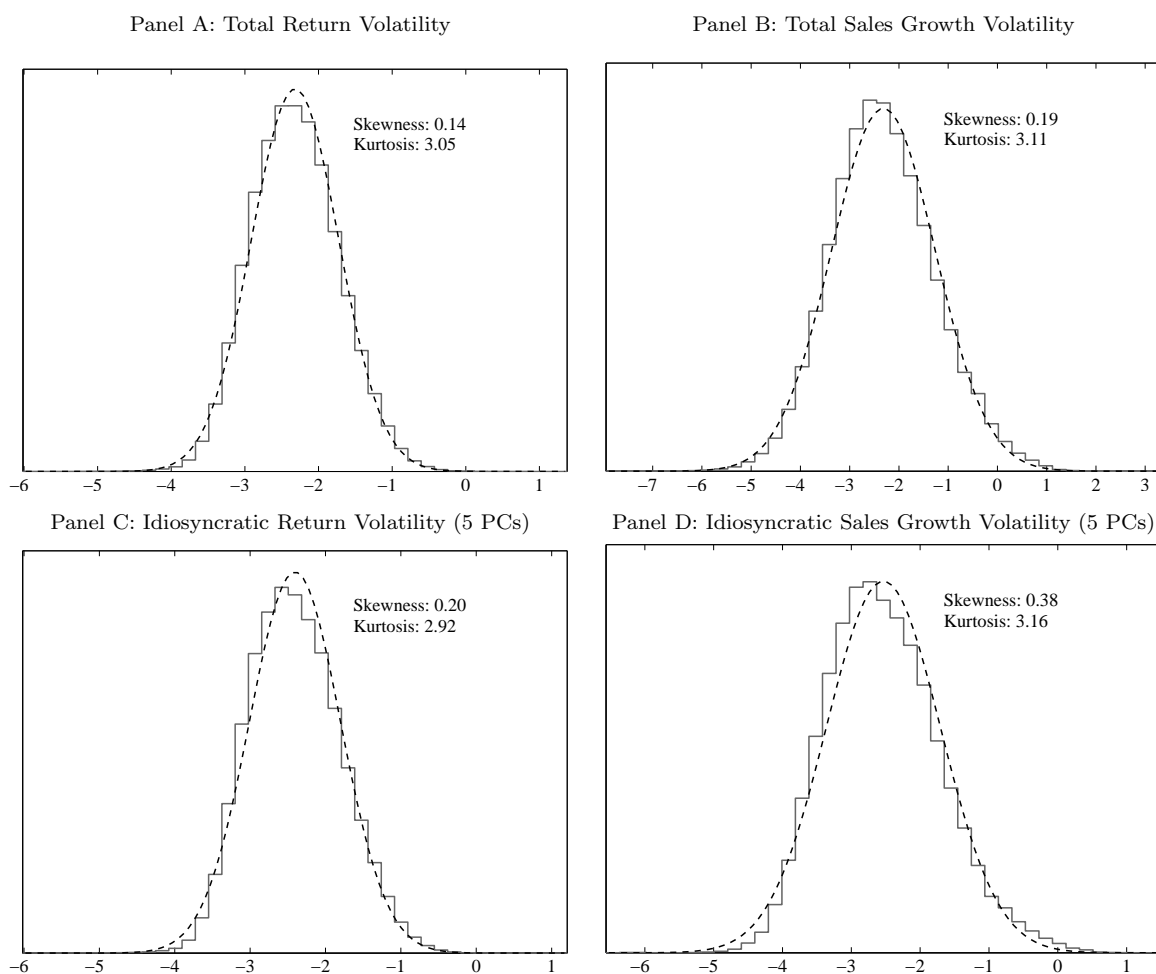 Panel A: Total Return Volatility
Skewness: 0.14
Kurtosis: 3.05
−6 −5 −4 −3 −2 −1 0 1
Panel B: Total Sales Growth Volatility
Skewness: 0.19
Kurtosis: 3.11
−7 −6 −5 −4 −3 −2 −1 0 1 2 3
Panel C: Idiosyncratic Return Volatility (5 PCs)
Skewness: 0.20
Kurtosis: 2.92
−6 −5 −4 −3 −2 −1 0 1
Panel D: Idiosyncratic Sales Growth Volatility (5 PCs)
Skewness: 0.38
Kurtosis: 3.16
−6 −5 −4 −3 −2 −1 0 1